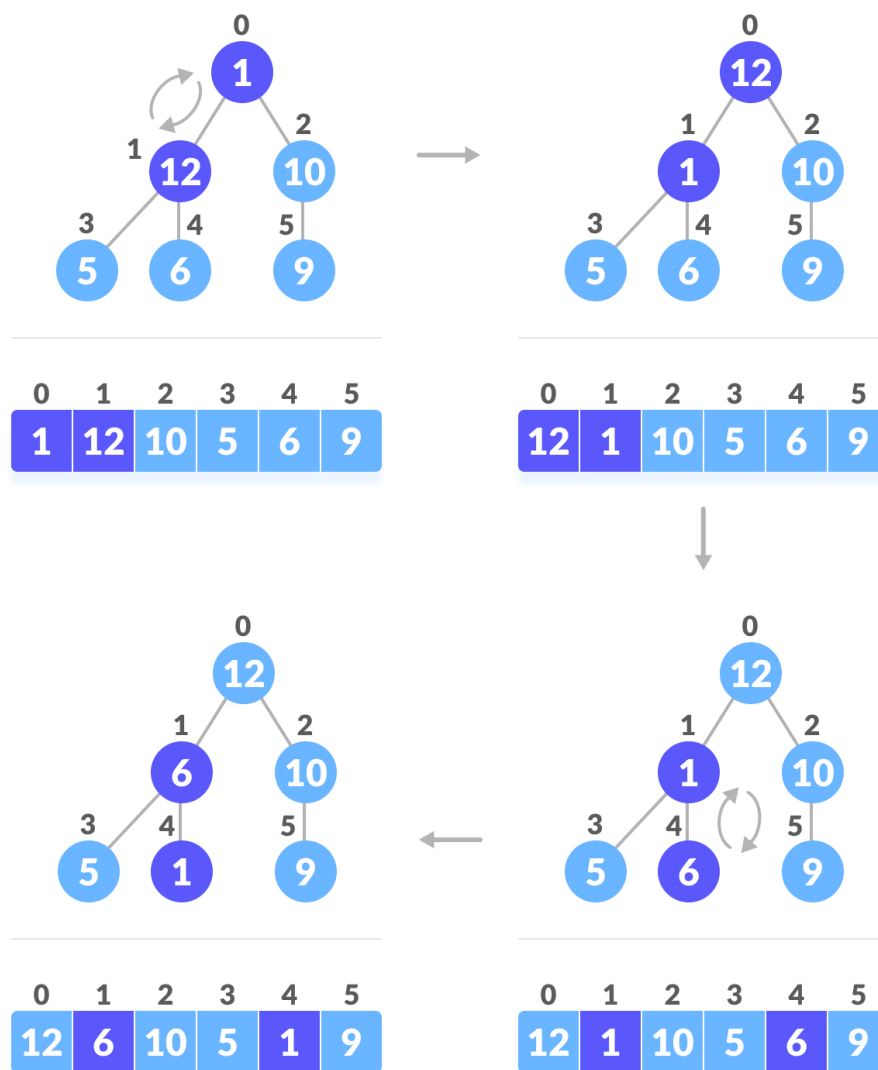 0 0
1 12
1 2 1 2
12 10 1 10
3 4 5 3 4 5
5 6 9 5 6 9
0 1 2 3 4 5 0 1 2 3 4 5
1 12 10 5 6 9 12 1 10 5 6 9
0 0
12 12
1 2 1 2
6 10 1 10
3 4 5 3 4 5
5 1 9 5 6 9
0 1 2 3 4 5 0 1 2 3 4 5
12 6 10 5 1 9 12 1 10 5 6 9